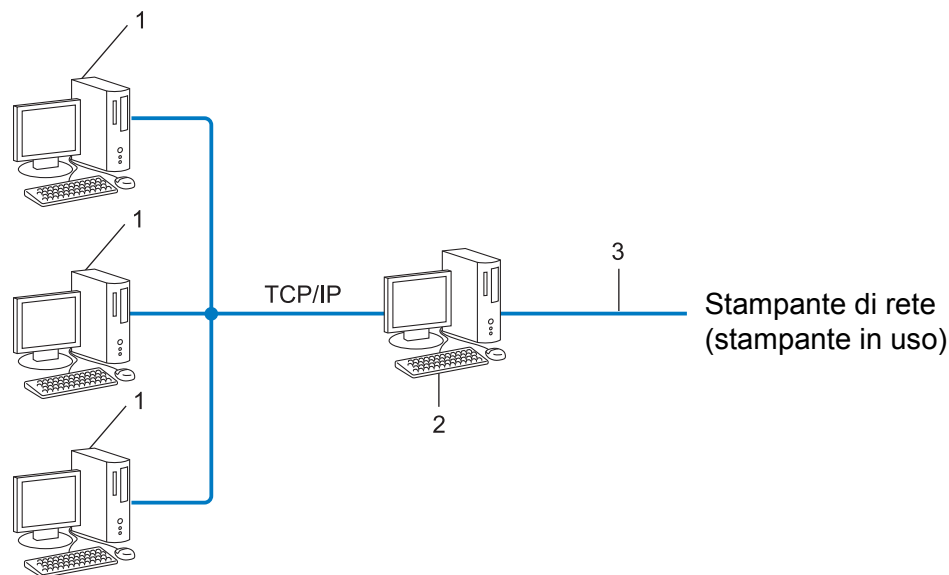 1
1
TCP/IP
3
Stampante di rete
(stampante in uso)
2
1